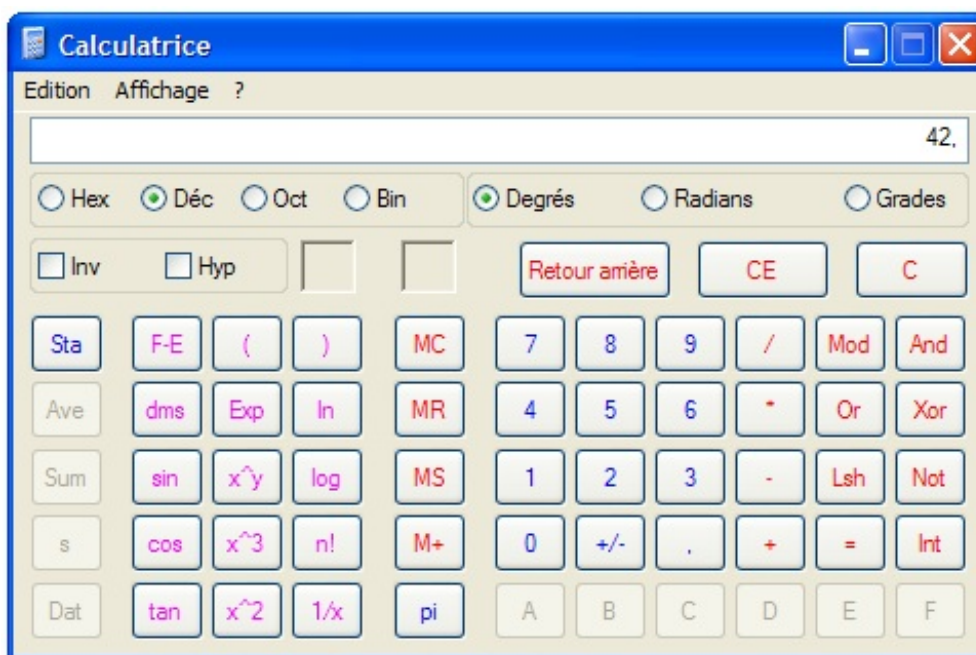 Calculatrice
Edition Affichage ?
42,
Hex Déc Oct Bin Degrés Radians Grades
Inv Hyp Retour arrière CE C
Sta F-E ( ) MC 7 8 9 / Mod And
Ave dms Exp ln MR 4 5 6 * Or Xor
Sum sin x^y log MS 1 2 3 - Lsh Not
s cos x^3 n! M+ 0 +/- , + = Int
Dat tan x^2 1/x pi A B C D E F